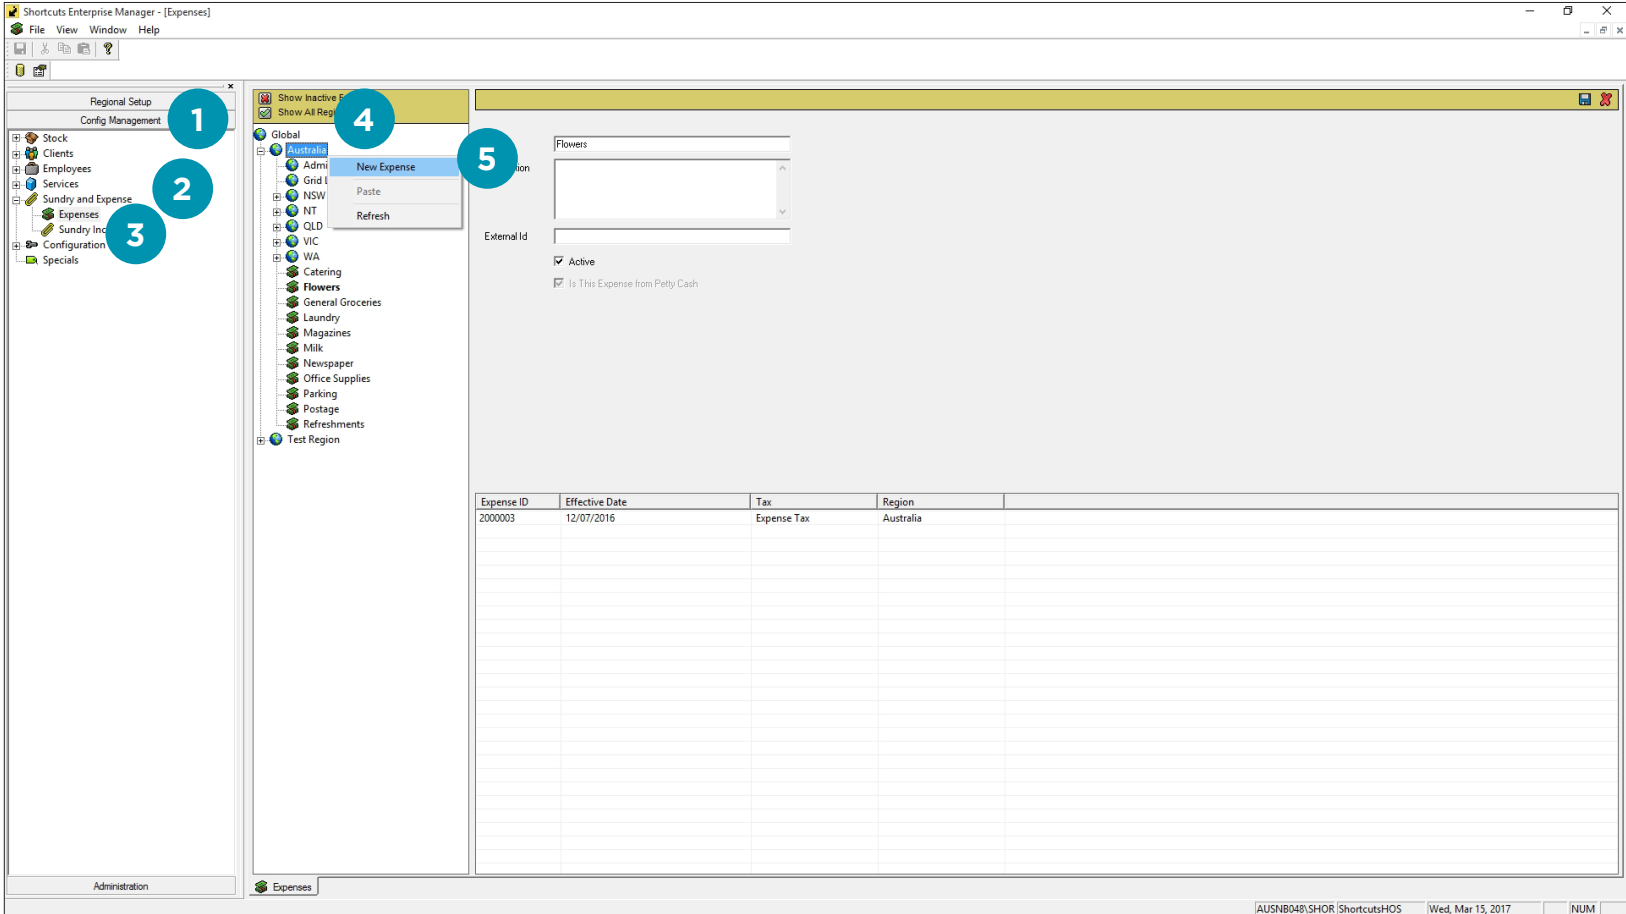 Shortcuts Enterprise Manager - [Expenses]
File View Window Help
Regional Setup
Config Management
1
Stock
Clients
Employees
Services
2
Sundry and Expense
Expenses
Sundry Inc
3
Configuration
Specials
Administration
Show Inactive
Show All
4
Global
Australia
Grid
NSW
NT
QLD
VIC
WA
Catering
Flowers
General Groceries
Laundry
Magazines
Milk
Newspaper
Office Supplies
Parking
Postage
Refreshments
Test Region
New Expense
Paste
Refresh
5
Flowers
External Id
Active
Is This Expense from Petty Cash
Expense ID Effective Date Tax Region
2000003 12/07/2016 Expense Tax Australia
Expenses
AUSNB048\SHOR ShortcutsHOS Wed, Mar 15, 2017 NUM